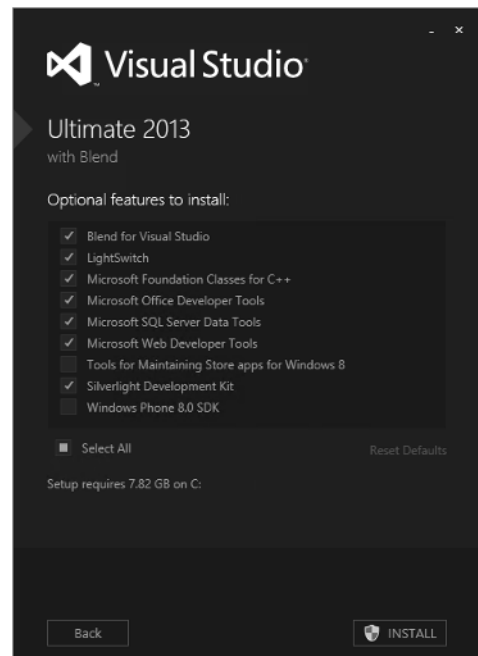 Visual Studio
Ultimate 2013
with Blend
Optional features to install:
Blend for Visual Studio
LightSwitch
Microsoft Foundation Classes for C++
Microsoft Office Developer Tools
Microsoft SQL Server Data Tools
Microsoft Web Developer Tools
Tools for Maintaining Store apps for Windows 8
Silverlight Development Kit
Windows Phone 8.0 SDK
Select All
Reset Defaults
Setup requires 7.82 GB on C:
Back
INSTALL